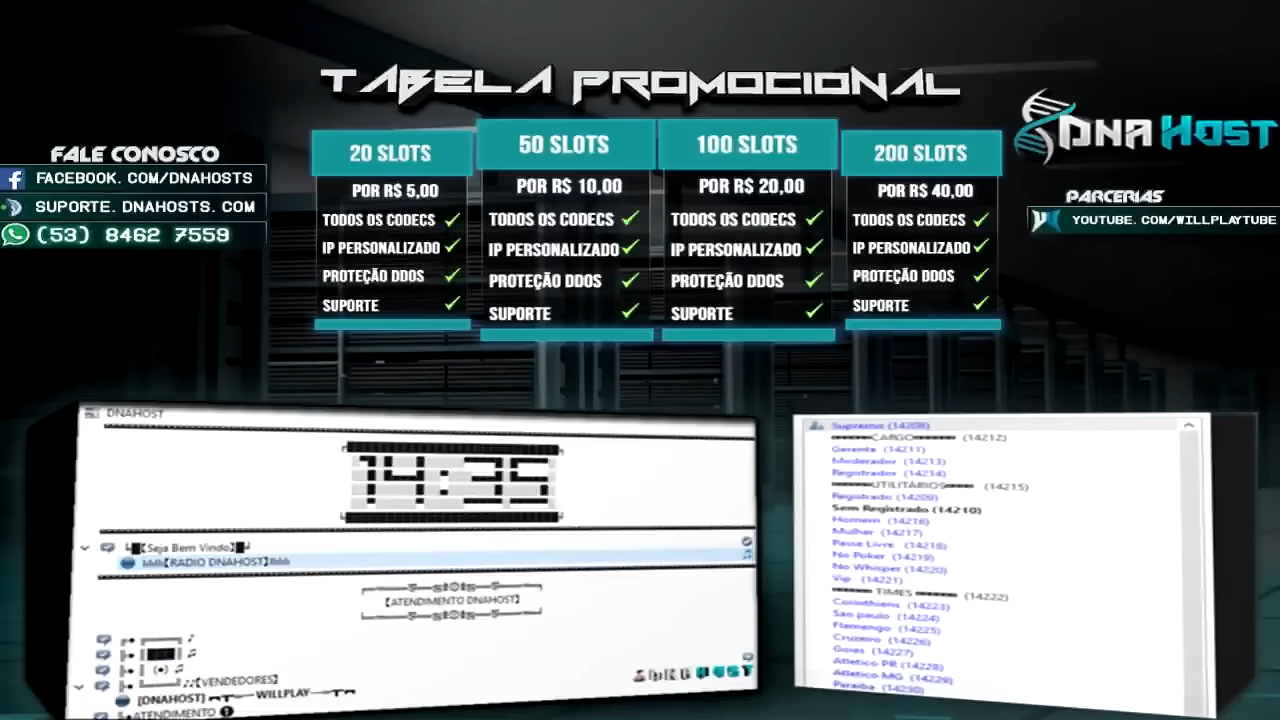 TABELA PROMOCIONAL
DNA HOST
FALE CONOSCO
FACEBOOK. COM/DNAHOSTS
SUPORTE. DNAHOSTS. COM
(53) 8462 7559
20 SLOTS
POR R$ 5,00
TODOS OS CODECS
IP PERSONALIZADO
PROTEÇÃO DDOS
SUPORTE
50 SLOTS
POR R$ 10,00
TODOS OS CODECS
IP PERSONALIZADO
PROTEÇÃO DDOS
SUPORTE
100 SLOTS
POR R$ 20,00
TODOS OS CODECS
IP PERSONALIZADO
PROTEÇÃO DDOS
SUPORTE
200 SLOTS
POR R$ 40,00
TODOS OS CODECS
IP PERSONALIZADO
PROTEÇÃO DDOS
SUPORTE
PARCERIAS
YOUTUBE. COM/WILLPLAYTUBE
DNAHOST
14:35
[Seja Bem Vindo]
[RADIO DNAHOST]
[ATENDIMENTO DNAHOST]
[VENDEDORES]
[DNAHOST] WILLPLAY
ATENDIMENTO
HOST
Supremo (14208)
CARGO (14212)
Gerente (14211)
Moderador (14213)
Registrador (14214)
UTILITÁRIOS (14215)
Registrado (14209)
Sem Registrado (14210)
Homem (14216)
Mulher (14217)
Passe Livre (14218)
No Poker (14219)
No Whisper (14220)
Vip (14221)
TIMES (14222)
Corinthians (14223)
Sao paulo (14224)
Flamengo (14225)
Cruzeiro (14226)
Goias (14227)
Atletico PR (14228)
Atletico MG (14229)
Paraiba (14230)